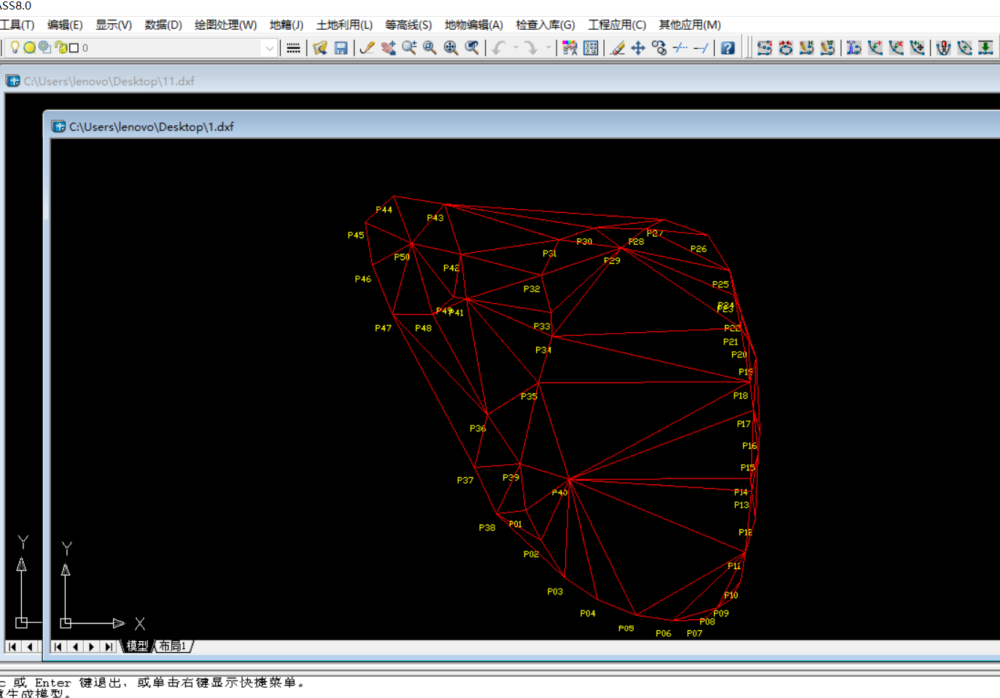 \SS8.0
工具(T) 编辑(E) 显示(V) 数据(D) 绘图处理(W) 地籍(J) 土地利用(L) 等高线(S) 地物编辑(A) 检查入库(G) 工程应用(C) 其他应用(M)
0
C:\Users\lenovo\Desktop\11.dxf
C:\Users\lenovo\Desktop\1.dxf
P44
P43
P45
P27
P30 P28
P26
P31
P50 P29
P42
P46
P25
P32
P24
P23
P49 P41
P47 P48 P33 P22
P21
P34
P20
P19
P35 P18
P17
P36
P16
P15
P37 P39
P40 P14
P13
P38 P01
P12
P02
P11
P03
P10
P04 P09
P08
P05
P06 P07
Y Y
X
模型 布局1
c 或 Enter 键退出，或单击右键显示快捷菜单。
重生成模型。